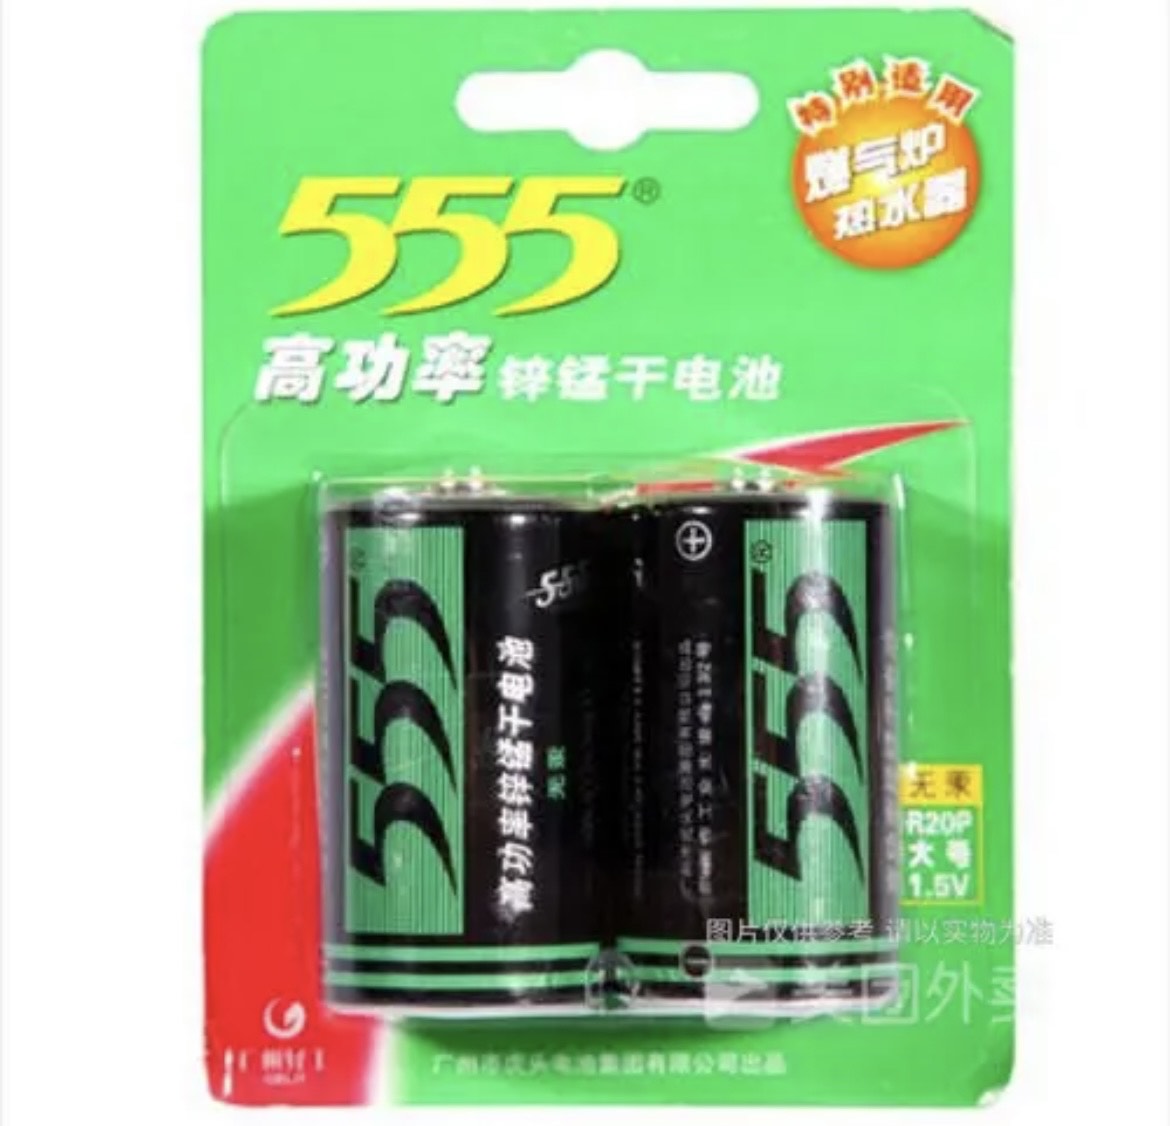 特别适用
燃气炉
热水器
555®
高功率锌锰干电池
555
555
高功率锌锰干电池
无汞
555
无汞
R20P
大号
1.5V
图片仅供参考 请以实物为准
美团外卖
广州市虎头电池集团有限公司出品